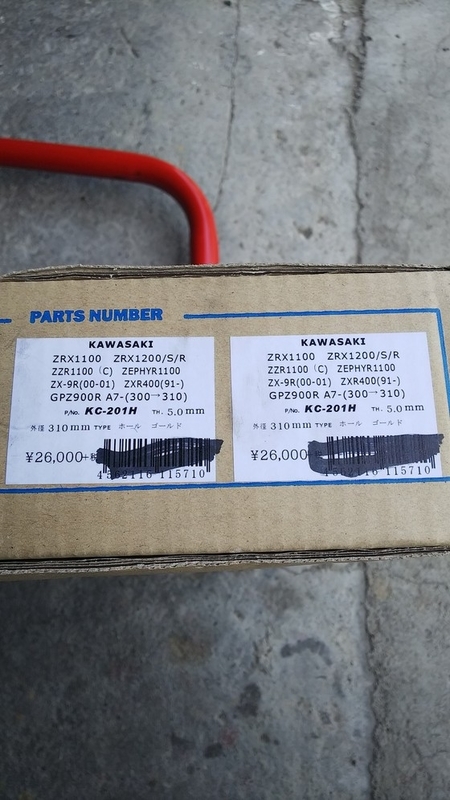 PARTS NUMBER
KAWASAKI
ZRX1100 ZRX1200/S/R
ZZR1100 (C) ZEPHYR1100
ZX-9R(00-01) ZXR400(91-)
GPZ900R A7-(300→310)
P/No. KC-201H TH. 5.0mm
外径 310mm TYPE ホール ゴールド
¥26,000+税
115710
KAWASAKI
ZRX1100 ZRX1200/S/R
ZZR1100 (C) ZEPHYR1100
ZX-9R(00-01) ZXR400(91-)
GPZ900R A7-(300→310)
P/No. KC-201H TH. 5.0mm
外径 310mm TYPE ホール ゴールド
¥26,000
115710